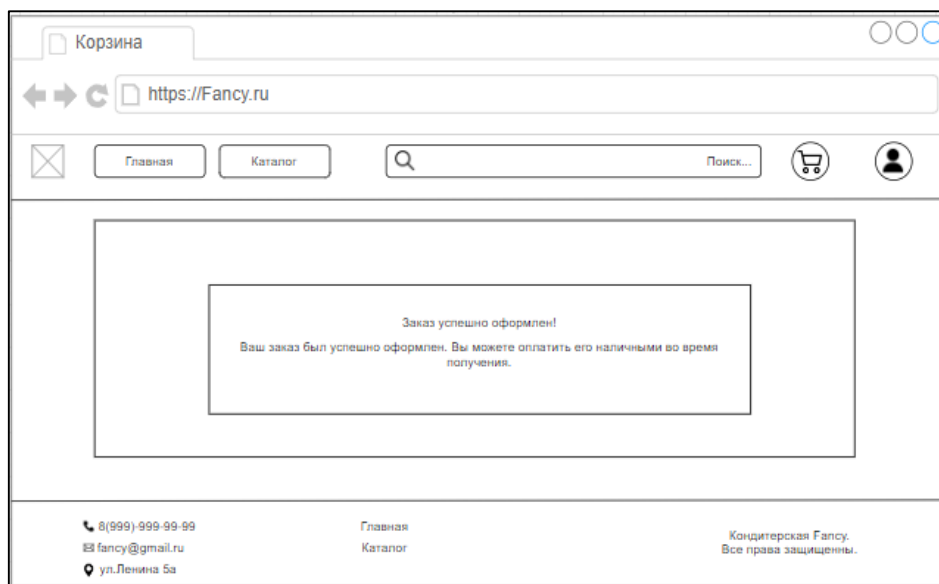 Корзина
https://Fancy.ru
Главная
Каталог
Поиск...
Заказ успешно оформлен!
Ваш заказ был успешно оформлен. Вы можете оплатить его наличными во время
получения.
8(999)-999-99-99
fancy@gmail.ru
ул.Ленина 5а
Главная
Каталог
Кондитерская Fancy.
Все права защищенны.